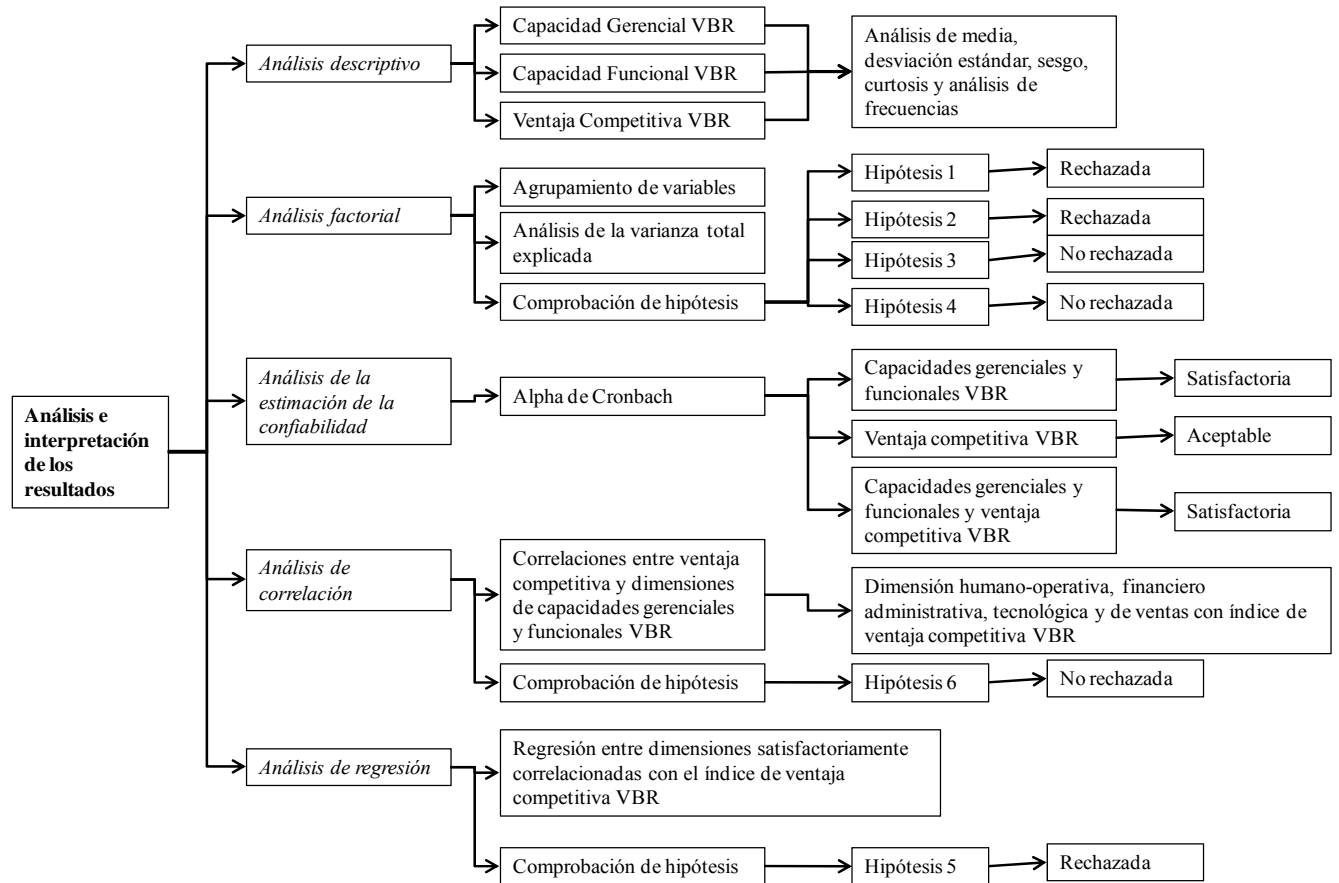 Análisis e
interpretación
de los
resultados
Análisis descriptivo
Capacidad Gerencial VBR
Capacidad Funcional VBR
Ventaja Competitiva VBR
Análisis de media,
desviación estándar, sesgo,
curtosis y análisis de
frecuencias
Análisis factorial
Agrupamiento de variables
Análisis de la varianza total
explicada
Comprobación de hipótesis
Hipótesis 1
Rechazada
Hipótesis 2
Rechazada
Hipótesis 3
No rechazada
Hipótesis 4
No rechazada
Análisis de la
estimación de la
confiabilidad
Alpha de Cronbach
Capacidades gerenciales y
funcionales VBR
Satisfactoria
Ventaja competitiva VBR
Aceptable
Capacidades gerenciales y
funcionales y ventaja
competitiva VBR
Satisfactoria
Análisis de
correlación
Correlaciones entre ventaja
competitiva y dimensiones
de capacidades gerenciales
y funcionales VBR
Dimensión humano-operativa, financiero
administrativa, tecnológica y de ventas con índice de
ventaja competitiva VBR
Comprobación de hipótesis
Hipótesis 6
No rechazada
Análisis de regresión
Regresión entre dimensiones satisfactoriamente
correlacionadas con el índice de ventaja
competitiva VBR
Comprobación de hipótesis
Hipótesis 5
Rechazada